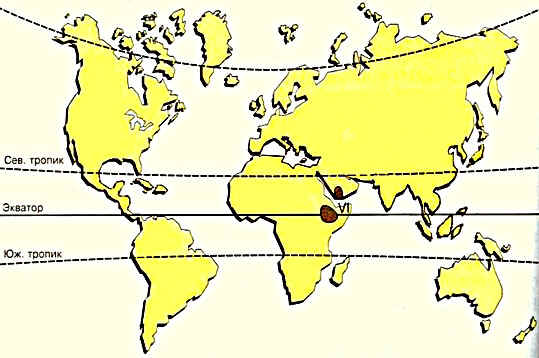 Сев. тропик
VI
Экватор
Юж. тропик